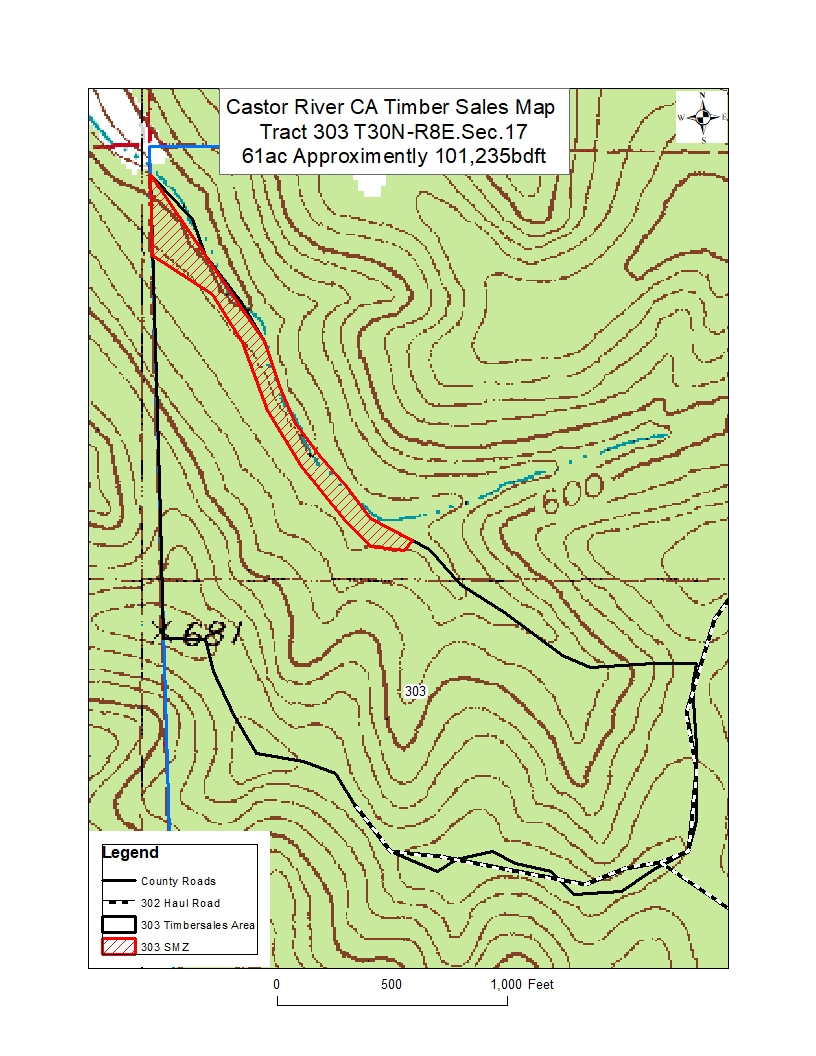 Castor River CA Timber Sales Map
Tract 303 T30N-R8E.Sec.17
61ac Approximently 101,235bdft
N
W E
S
600
X 681
303
Legend
County Roads
302 Haul Road
303 Timbersales Area
303 SMZ
0 500 1,000 Feet